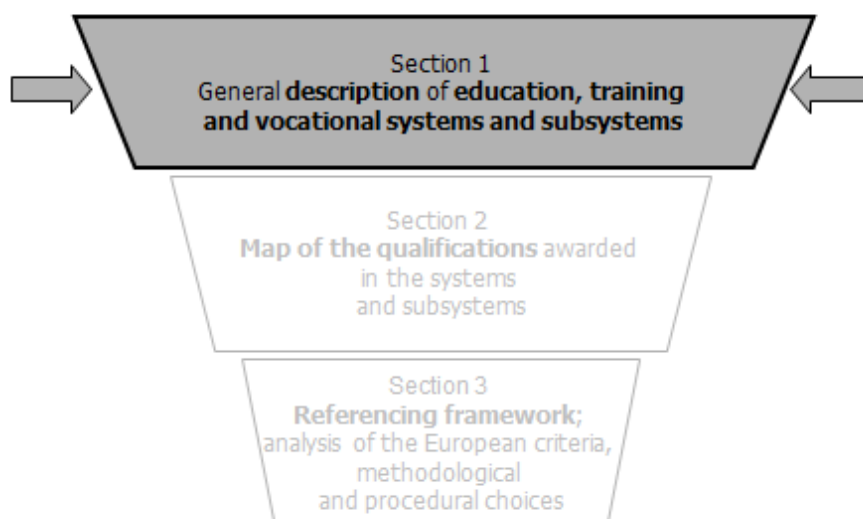 Section 1
General description of education, training
and vocational systems and subsystems
Section 2
Map of the qualifications awarded
in the systems
and subsystems
Section 3
Referencing framework;
analysis of the European criteria,
methodological
and procedural choices